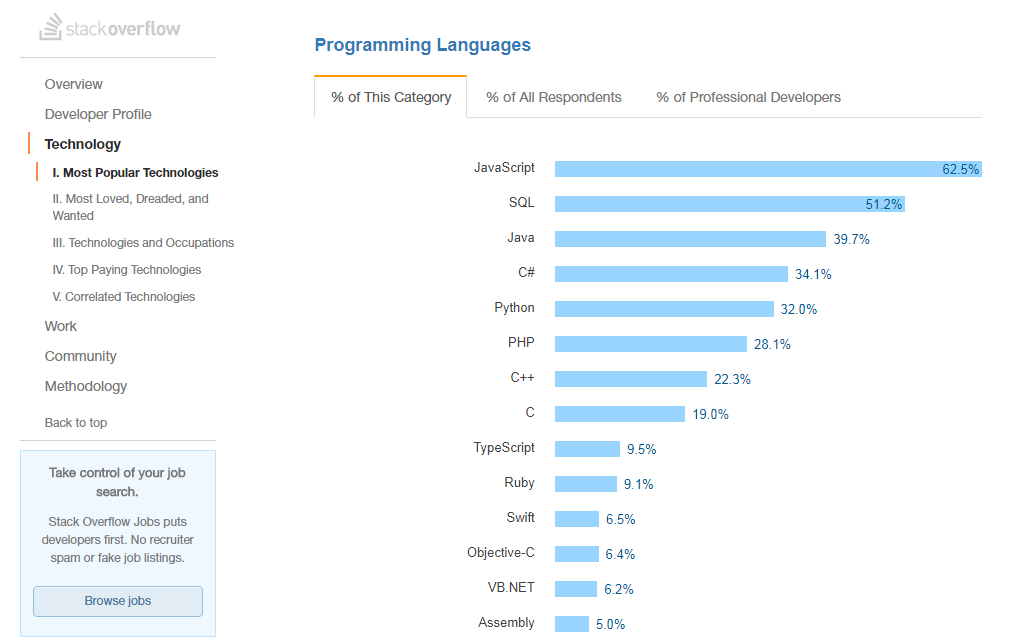 stackoverflow
Overview
Developer Profile
Technology
I. Most Popular Technologies
II. Most Loved, Dreaded, and
Wanted
III. Technologies and Occupations
IV. Top Paying Technologies
V. Correlated Technologies
Work
Community
Methodology
Back to top
Take control of your job
search.
Stack Overflow Jobs puts
developers first. No recruiter
spam or fake job listings.
Browse jobs
Programming Languages
% of This Category % of All Respondents % of Professional Developers
JavaScript 62.5%
SQL 51.2%
Java 39.7%
C# 34.1%
Python 32.0%
PHP 28.1%
C++ 22.3%
C 19.0%
TypeScript 9.5%
Ruby 9.1%
Swift 6.5%
Objective-C 6.4%
VB.NET 6.2%
Assembly 5.0%